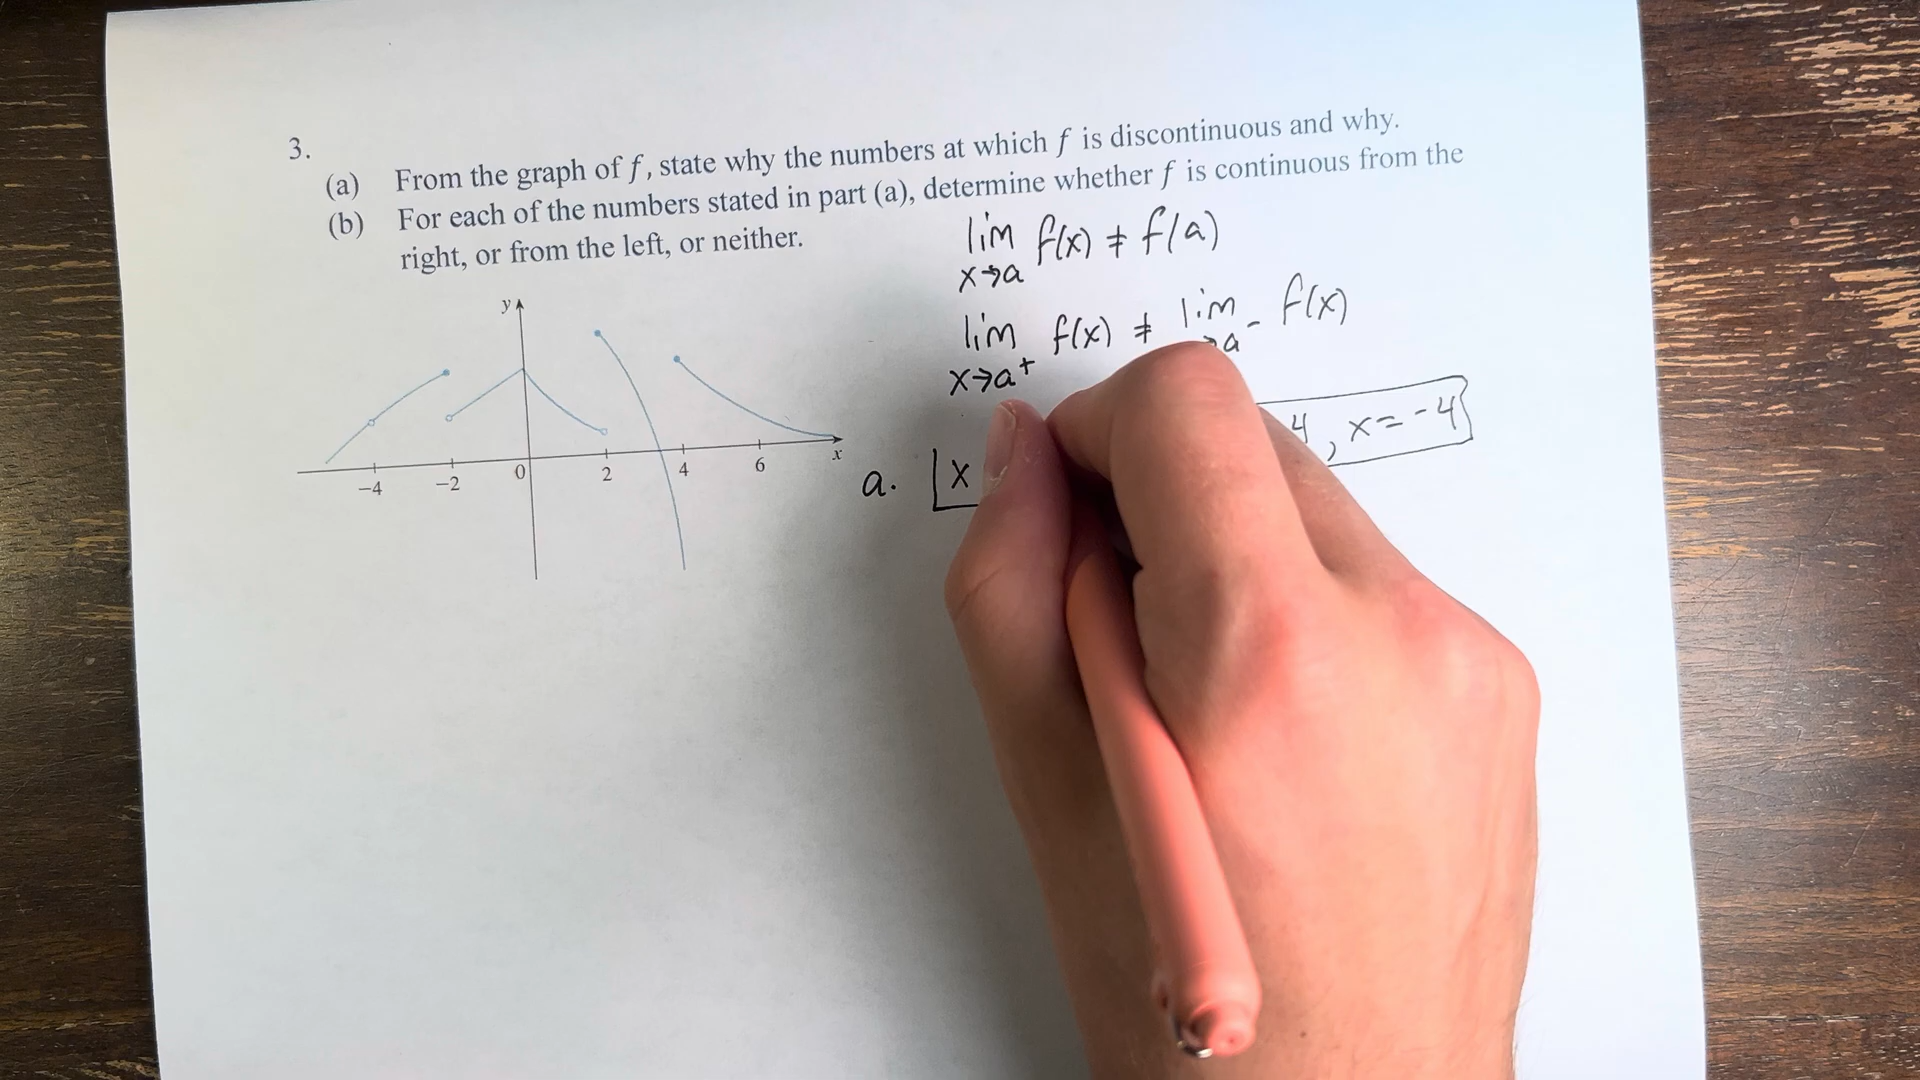 3.
(a) From the graph of f, state why the numbers at which f is discontinuous and why.
(b) For each of the numbers stated in part (a), determine whether f is continuous from the
right, or from the left, or neither.
lim f(x) ≠ f(a)
x→a
lim f(x) ≠ lim f(x)
x→a⁺ →a⁻
a. x 4, x=-4
y
x
-4 -2 0 2 4 6